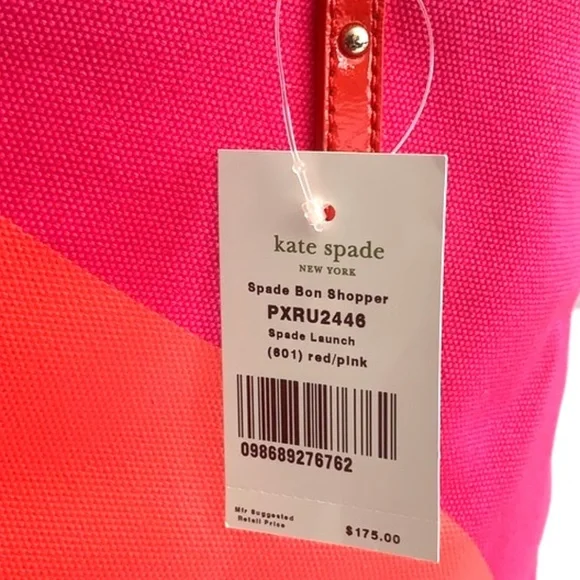 kate spade
NEW YORK
Spade Bon Shopper
PXRU2446
Spade Launch
(601) red/pink
098689276762
Mfr Suggested
Retail Price
$175.00